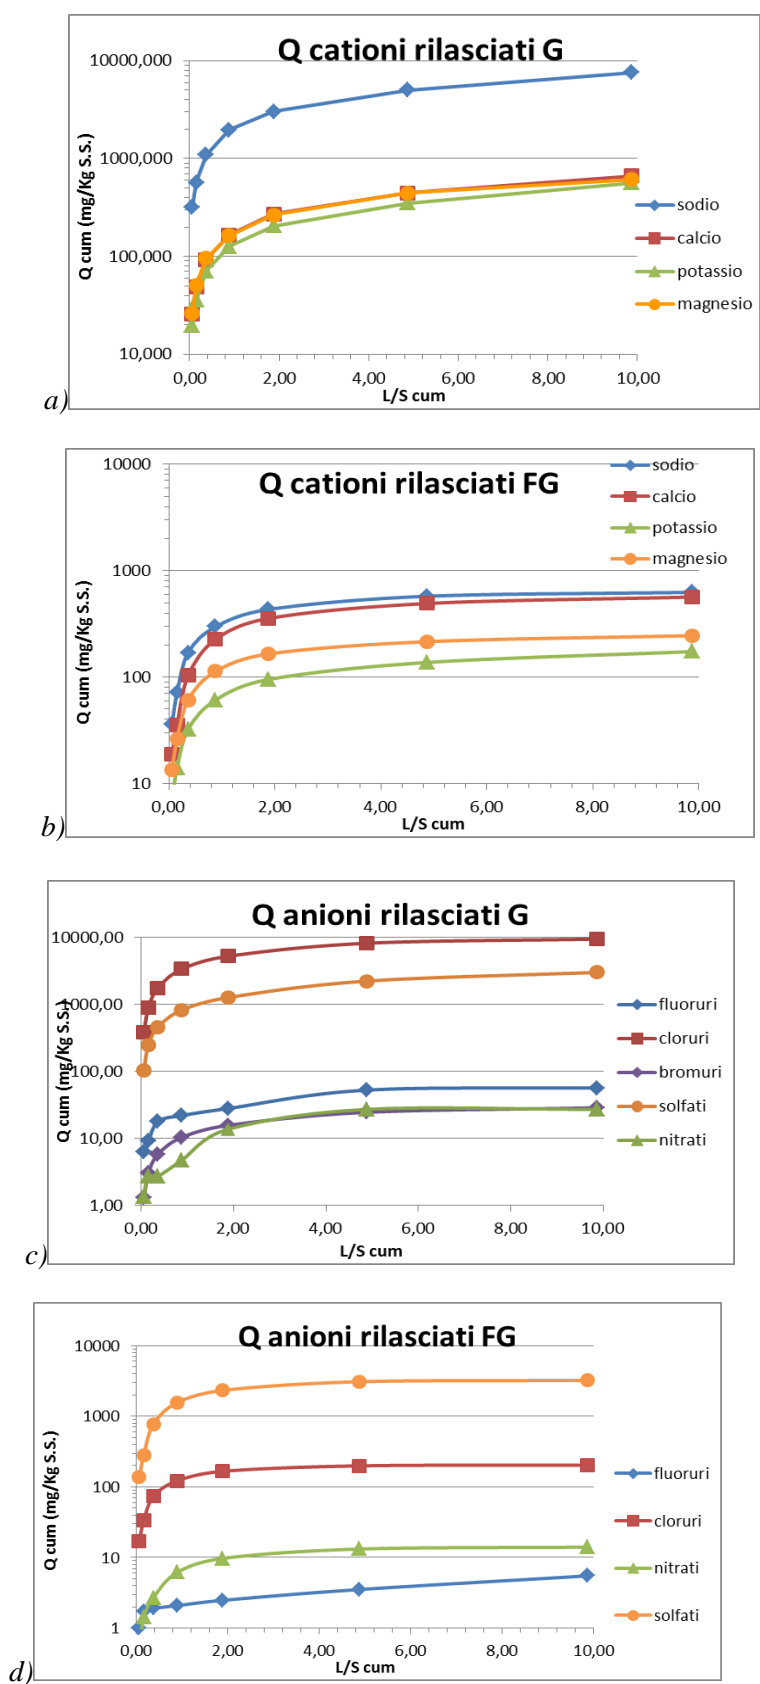 Q cationi rilasciati G
10000,000
1000,000
100,000
10,000
Q cum (mg/Kg S.S.)
0,00 2,00 4,00 6,00 8,00 10,00
L/S cum
sodio
calcio
potassio
magnesio
a)
Q cationi rilasciati FG
10000
1000
100
10
Q cum (mg/Kg S.S.)
0,00 2,00 4,00 6,00 8,00 10,00
L/S cum
sodio
calcio
potassio
magnesio
b)
Q anioni rilasciati G
10000,00
1000,00
100,00
10,00
1,00
Q cum (mg/Kg S.S.)
0,00 2,00 4,00 6,00 8,00 10,00
L/S cum
fluoruri
cloruri
bromuri
solfati
nitrati
c)
Q anioni rilasciati FG
10000
1000
100
10
1
Q cum (mg/Kg S.S.)
0,00 2,00 4,00 6,00 8,00 10,00
L/S cum
fluoruri
cloruri
nitrati
solfati
d)